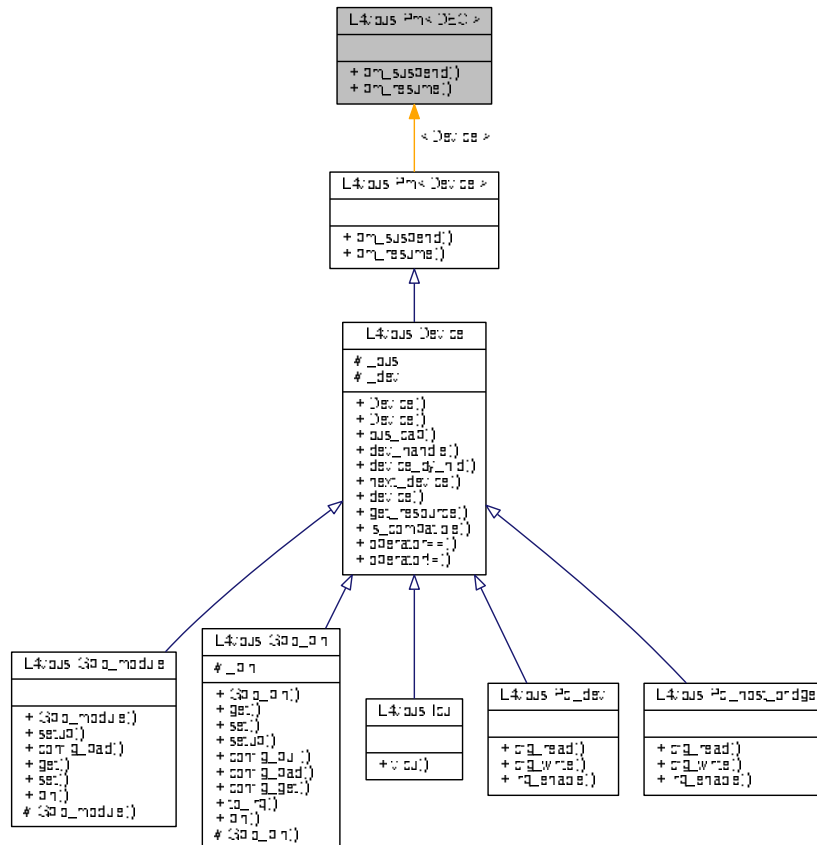 L4vbus::Pm< DEC >
+ pm_suspend()
+ pm_resume()
< Device >
L4vbus::Pm< Device >
+ pm_suspend()
+ pm_resume()
L4vbus::Device
# _bus
# _dev
+ Device()
+ Device()
+ bus_cap()
+ dev_handle()
+ device_by_hid()
+ next_device()
+ device()
+ get_resource()
+ is_compatible()
+ operator==()
+ operator!=()
L4vbus::Gpio_module
+ Gpio_module()
+ setup()
+ config_pad()
+ get()
+ set()
+ pin()
# Gpio_module()
L4vbus::Gpio_pin
# _pin
+ Gpio_pin()
+ get()
+ set()
+ setup()
+ config_pull()
+ config_pad()
+ config_get()
+ to_irq()
+ pin()
# Gpio_pin()
L4vbus::Icu
+ vicu()
L4vbus::Pci_dev
+ cfg_read()
+ cfg_write()
+ irq_enable()
L4vbus::Pci_host_bridge
+ cfg_read()
+ cfg_write()
+ irq_enable()